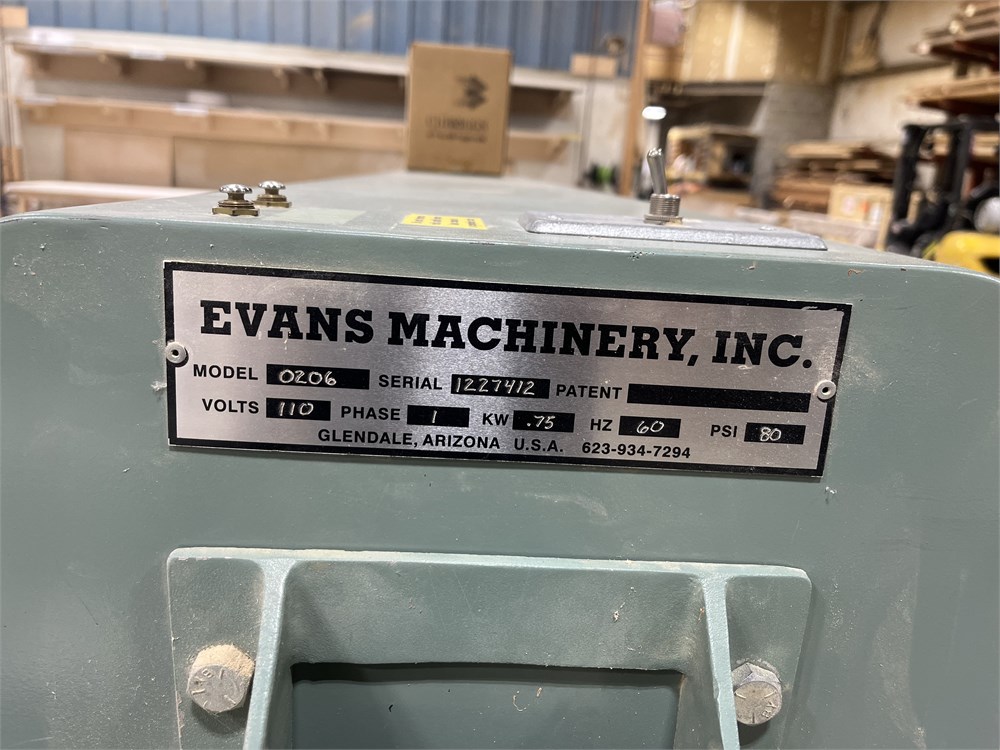 EVANS MACHINERY, INC.
MODEL 0206 SERIAL 1227412 PATENT
VOLTS 110 PHASE 1 KW .75 HZ 60 PSI 80
GLENDALE, ARIZONA U.S.A. 623-934-7294